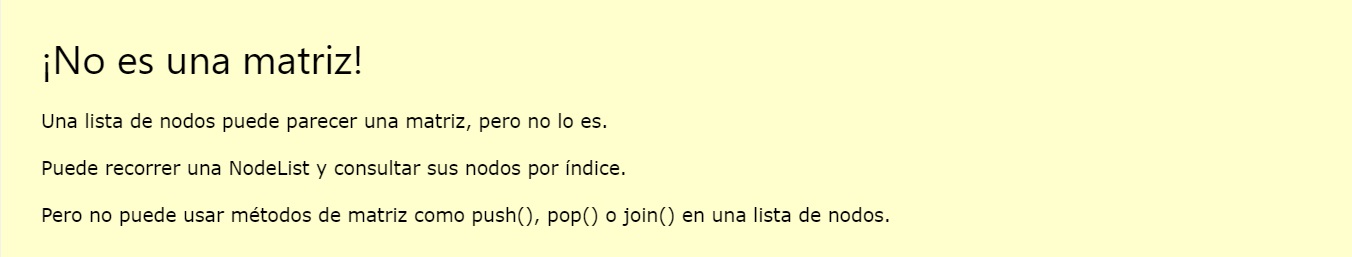 ¡No es una matriz!
Una lista de nodos puede parecer una matriz, pero no lo es.
Puede recorrer una NodeList y consultar sus nodos por índice.
Pero no puede usar métodos de matriz como push(), pop() o join() en una lista de nodos.